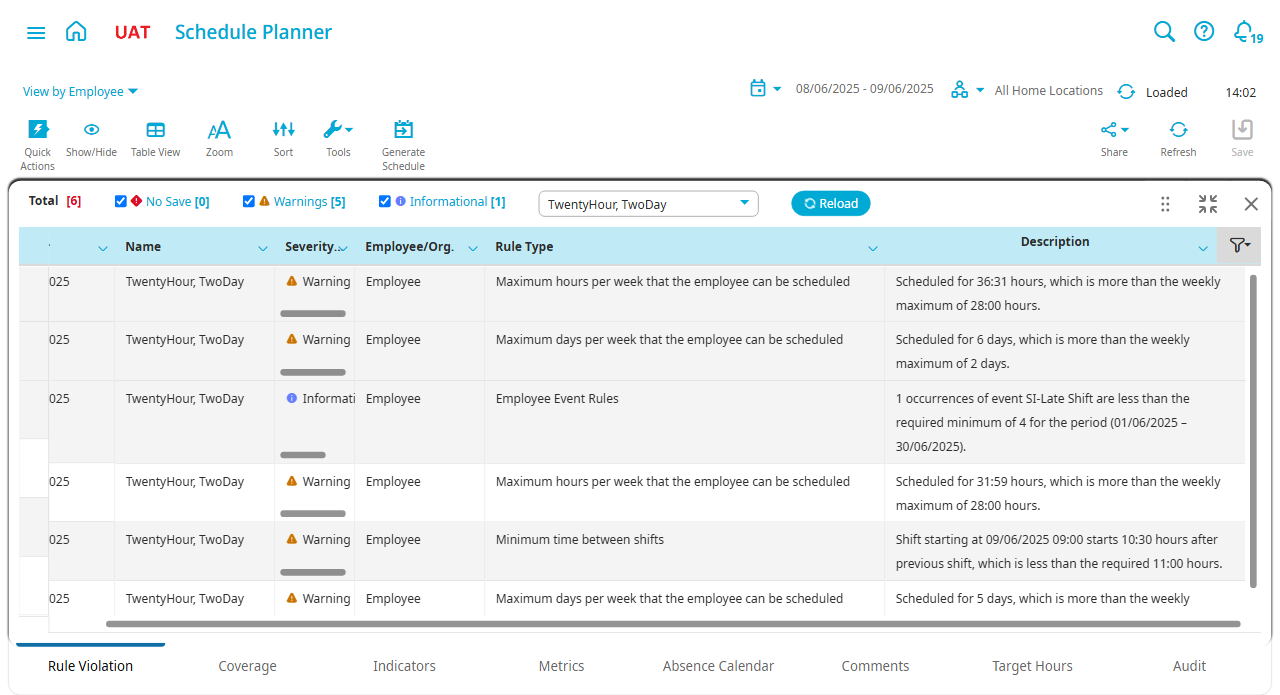 UAT Schedule Planner 19
View by Employee 08/06/2025 - 09/06/2025 All Home Locations Loaded 14:02
Quick Actions Show/Hide Table View Zoom Sort Tools Generate Schedule Share Refresh Save
Total [6] No Save [0] Warnings [5] Informational [1] TwentyHour, TwoDay Reload
Name Severity... Employee/Org. Rule Type Description
025 TwentyHour, TwoDay Warning Employee Maximum hours per week that the employee can be scheduled Scheduled for 36:31 hours, which is more than the weekly
maximum of 28:00 hours.
025 TwentyHour, TwoDay Warning Employee Maximum days per week that the employee can be scheduled Scheduled for 6 days, which is more than the weekly
maximum of 2 days.
025 TwentyHour, TwoDay Informati Employee Employee Event Rules 1 occurrences of event SI-Late Shift are less than the
required minimum of 4 for the period (01/06/2025 –
30/06/2025).
025 TwentyHour, TwoDay Warning Employee Maximum hours per week that the employee can be scheduled Scheduled for 31:59 hours, which is more than the weekly
maximum of 28:00 hours.
025 TwentyHour, TwoDay Warning Employee Minimum time between shifts Shift starting at 09/06/2025 09:00 starts 10:30 hours after
previous shift, which is less than the required 11:00 hours.
025 TwentyHour, TwoDay Warning Employee Maximum days per week that the employee can be scheduled Scheduled for 5 days, which is more than the weekly
Rule Violation Coverage Indicators Metrics Absence Calendar Comments Target Hours Audit